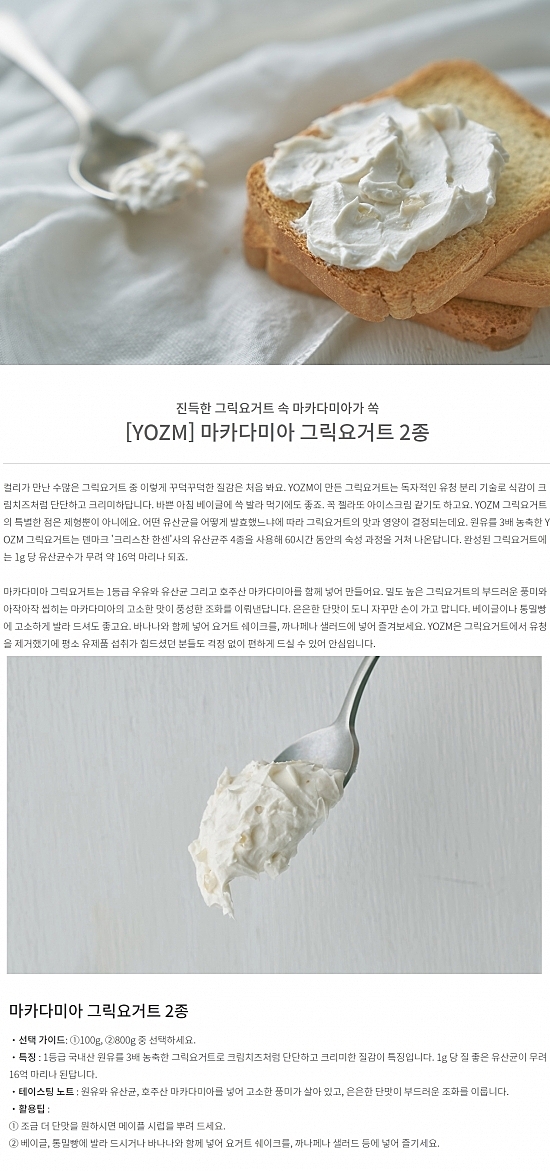 진득한 그릭요거트 속 마카다미아가 쏙
[YOZM] 마카다미아 그릭요거트 2종
컬리가 만난 수많은 그릭요거트 중 이렇게 꾸덕꾸덕한 질감은 처음 봐요. YOZM이 만든 그릭요거트는 독자적인 유청 분리 기술로 식감이 크
림치즈처럼 단단하고 크리미하답니다. 바쁜 아침 베이글에 쓱 발라 먹기에도 좋죠. 꼭 젤라또 아이스크림 같기도 하고요. YOZM 그릭요거트
의 특별한 점은 제형뿐이 아니에요. 어떤 유산균을 어떻게 발효했느냐에 따라 그릭요거트의 맛과 영양이 결정되는데요. 원유를 3배 농축한 Y
OZM 그릭요거트는 덴마크 '크리스찬 한센'사의 유산균주 4종을 사용해 60시간 동안의 숙성 과정을 거쳐 나온답니다. 완성된 그릭요거트에
는 1g 당 유산균수가 무려 약 16억 마리나 되죠.
마카다미아 그릭요거트는 1등급 우유와 유산균 그리고 호주산 마카다미아를 함께 넣어 만들어요. 밀도 높은 그릭요거트의 부드러운 풍미와
아작아작 씹히는 마카다미아의 고소한 맛이 풍성한 조화를 이뤄낸답니다. 은은한 단맛이 도니 자꾸만 손이 가고 맙니다. 베이글이나 통밀빵
에 고소하게 발라 드셔도 좋고요. 바나나와 함께 넣어 요거트 쉐이크를, 까나페나 샐러드에 넣어 즐겨보세요. YOZM은 그릭요거트에서 유청
을 제거했기에 평소 유제품 섭취가 힘드셨던 분들도 걱정 없이 편하게 드실 수 있어 안심입니다.
마카다미아 그릭요거트 2종
・선택 가이드: ①100g, ②800g 중 선택하세요.
・특징 : 1등급 국내산 원유를 3배 농축한 그릭요거트로 크림치즈처럼 단단하고 크리미한 질감이 특징입니다. 1g 당 질 좋은 유산균이 무려
16억 마리나 된답니다.
・테이스팅 노트 : 원유와 유산균, 호주산 마카다미아를 넣어 고소한 풍미가 살아 있고, 은은한 단맛이 부드러운 조화를 이룹니다.
・활용팁 :
① 조금 더 단맛을 원하시면 메이플 시럽을 뿌려 드세요.
② 베이글, 통밀빵에 발라 드시거나 바나나와 함께 넣어 요거트 쉐이크를, 까나페나 샐러드 등에 넣어 즐기세요.